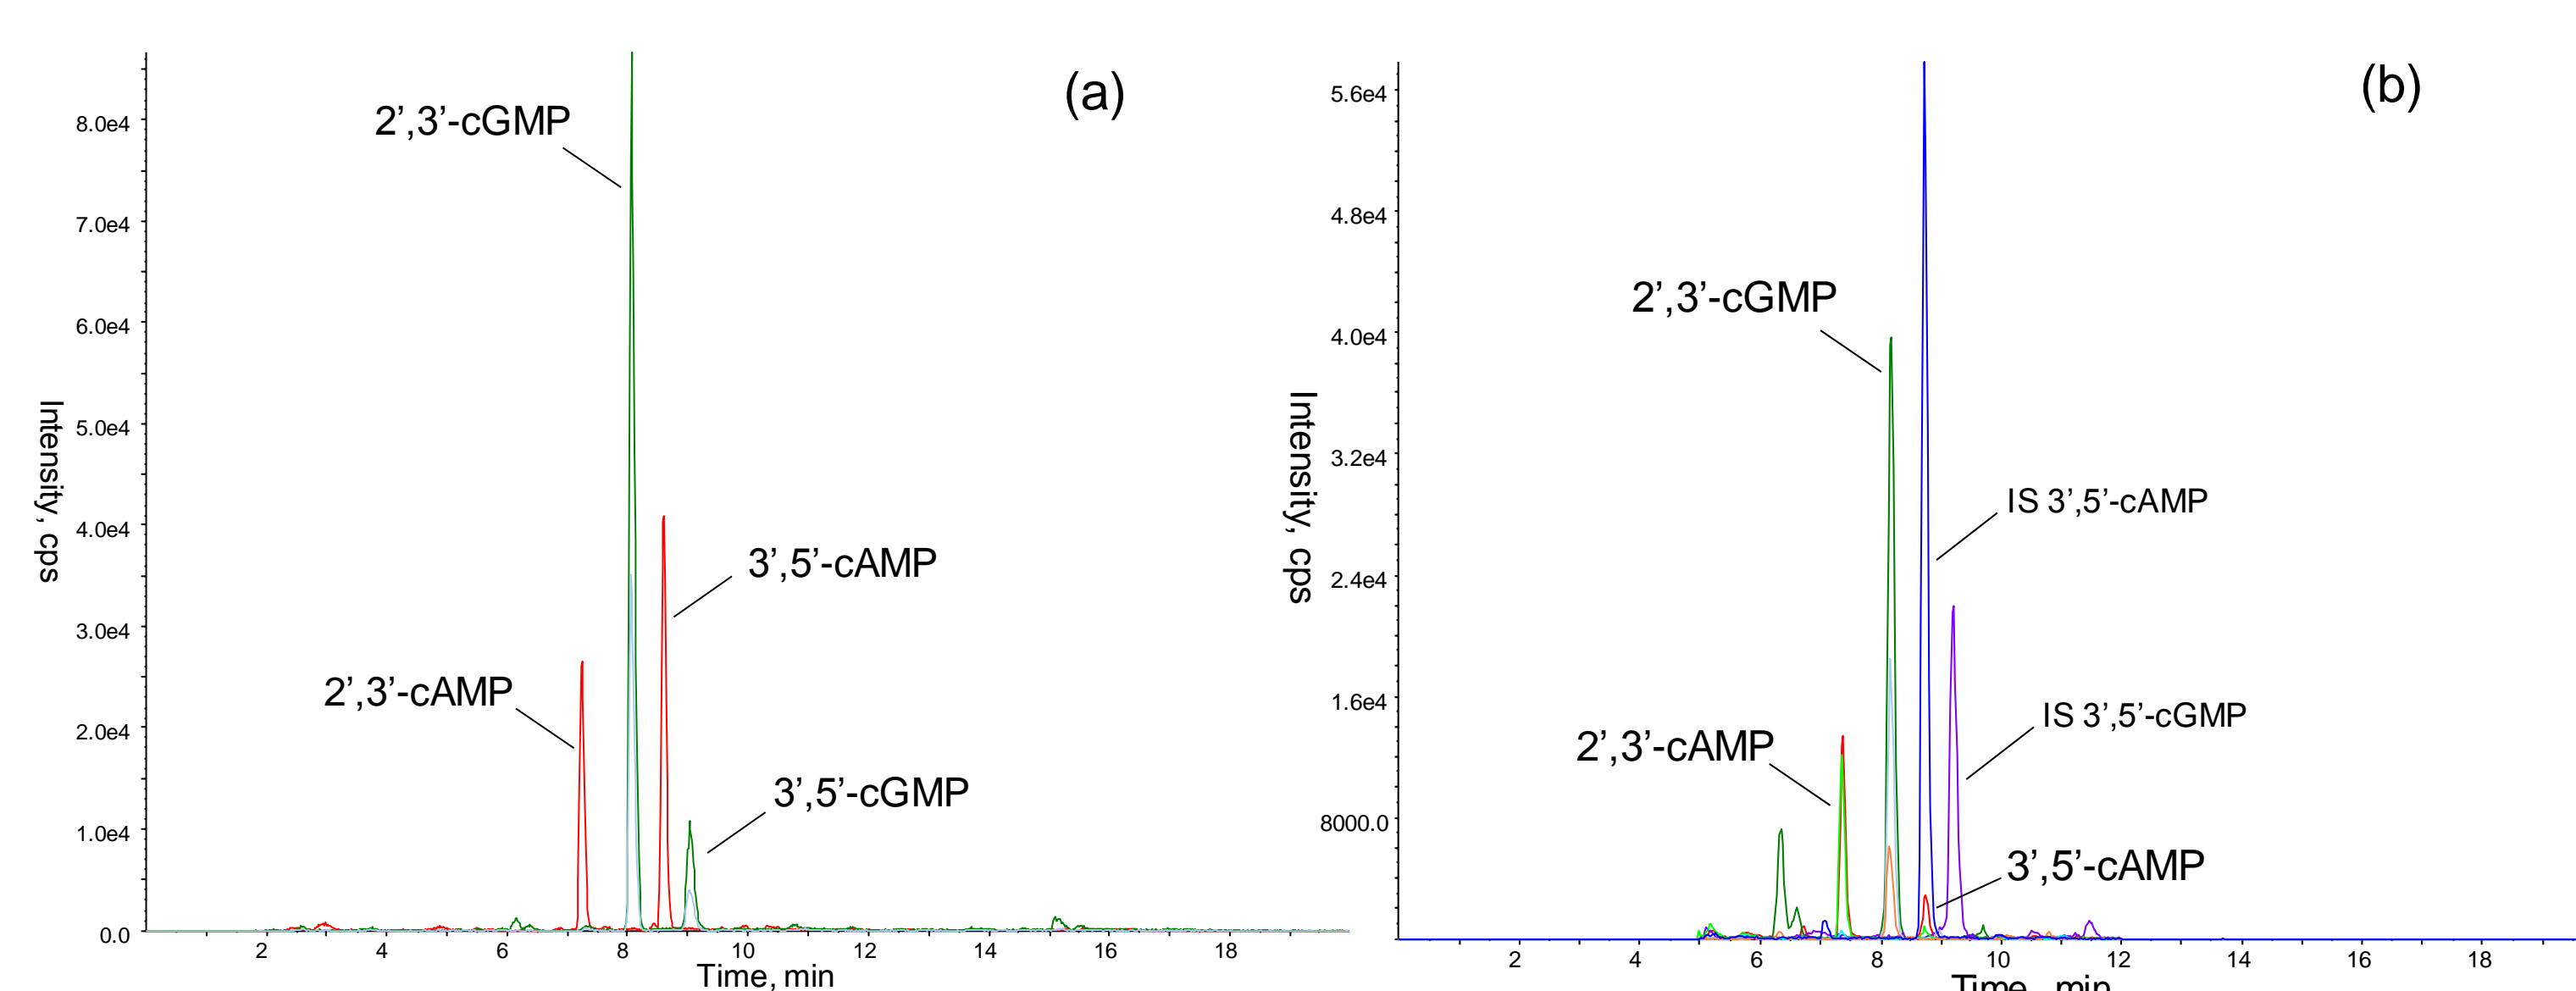 (a)
2’,3’-cGMP
3’,5’-cAMP
2’,3’-cAMP
3’,5’-cGMP
Intensity, cps
8.0e4
7.0e4
6.0e4
5.0e4
4.0e4
3.0e4
2.0e4
1.0e4
0.0
2 4 6 8 10 12 14 16 18
Time, min
(b)
2’,3’-cGMP
IS 3’,5’-cAMP
IS 3’,5’-cGMP
2’,3’-cAMP
3’,5’-cAMP
Intensity, cps
5.6e4
4.8e4
4.0e4
3.2e4
2.4e4
1.6e4
8000.0
2 4 6 8 10 12 14 16 18
Time, min